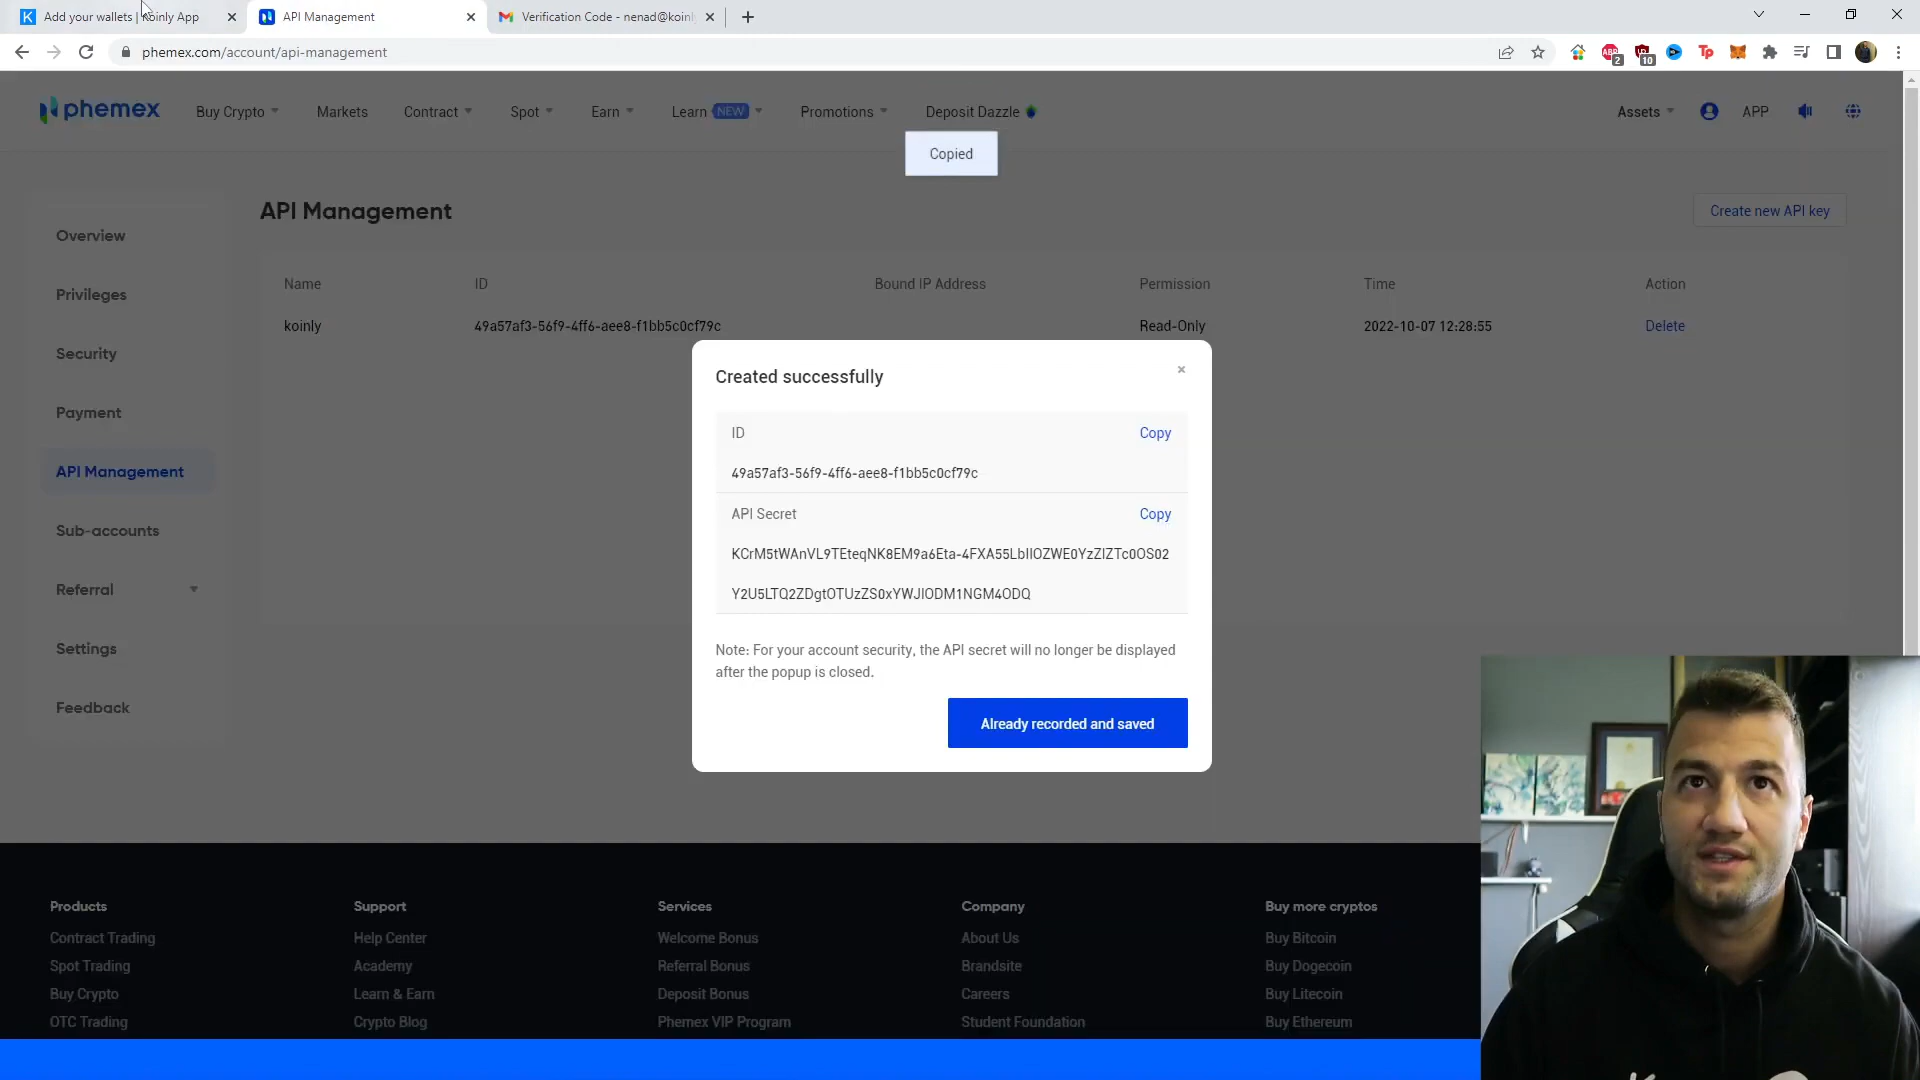 Add your wallets | Koinly App
API Management
Verification Code - nenad@koinly
phemex.com/account/api-management
phemex
Buy Crypto
Markets
Contract
Spot
Earn
Learn NEW
Promotions
Deposit Dazzle
Assets
APP
Copied
API Management
Create new API key
Overview
Privileges
Security
Payment
API Management
Sub-accounts
Referral
Settings
Feedback
Name ID Bound IP Address Permission Time Action
koinly 49a57af3-56f9-4ff6-aee8-f1bb5c0cf79c Read-Only 2022-10-07 12:28:55 Delete
Created successfully
ID Copy
49a57af3-56f9-4ff6-aee8-f1bb5c0cf79c
API Secret Copy
KCrM5tWAnVL9TEteqNK8EM9a6Eta-4FXA55LbIIOZWE0YzZIZTc0OS02
Y2U5LTQ2ZDgtOTUzZS0xYWJIODM1NGM4ODQ
Note: For your account security, the API secret will no longer be displayed
after the popup is closed.
Already recorded and saved
Products
Contract Trading
Spot Trading
Buy Crypto
OTC Trading
Support
Help Center
Academy
Learn & Earn
Crypto Blog
Services
Welcome Bonus
Referral Bonus
Deposit Bonus
Phemex VIP Program
Company
About Us
Brandsite
Careers
Student Foundation
Buy more cryptos
Buy Bitcoin
Buy Dogecoin
Buy Litecoin
Buy Ethereum